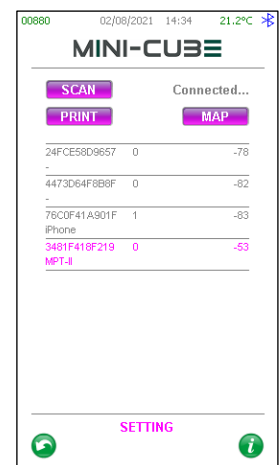 00880 02/08/2021 14:34 21.2°C
MINI-CUBE
SCAN Connected...
PRINT MAP
24FCE58D9657 0 -78
-
4473D64F8B8F 0 -82
-
76C0F41A901F 1 -83
iPhone
3481F418F219 0 -53
MPT-II
SETTING
i